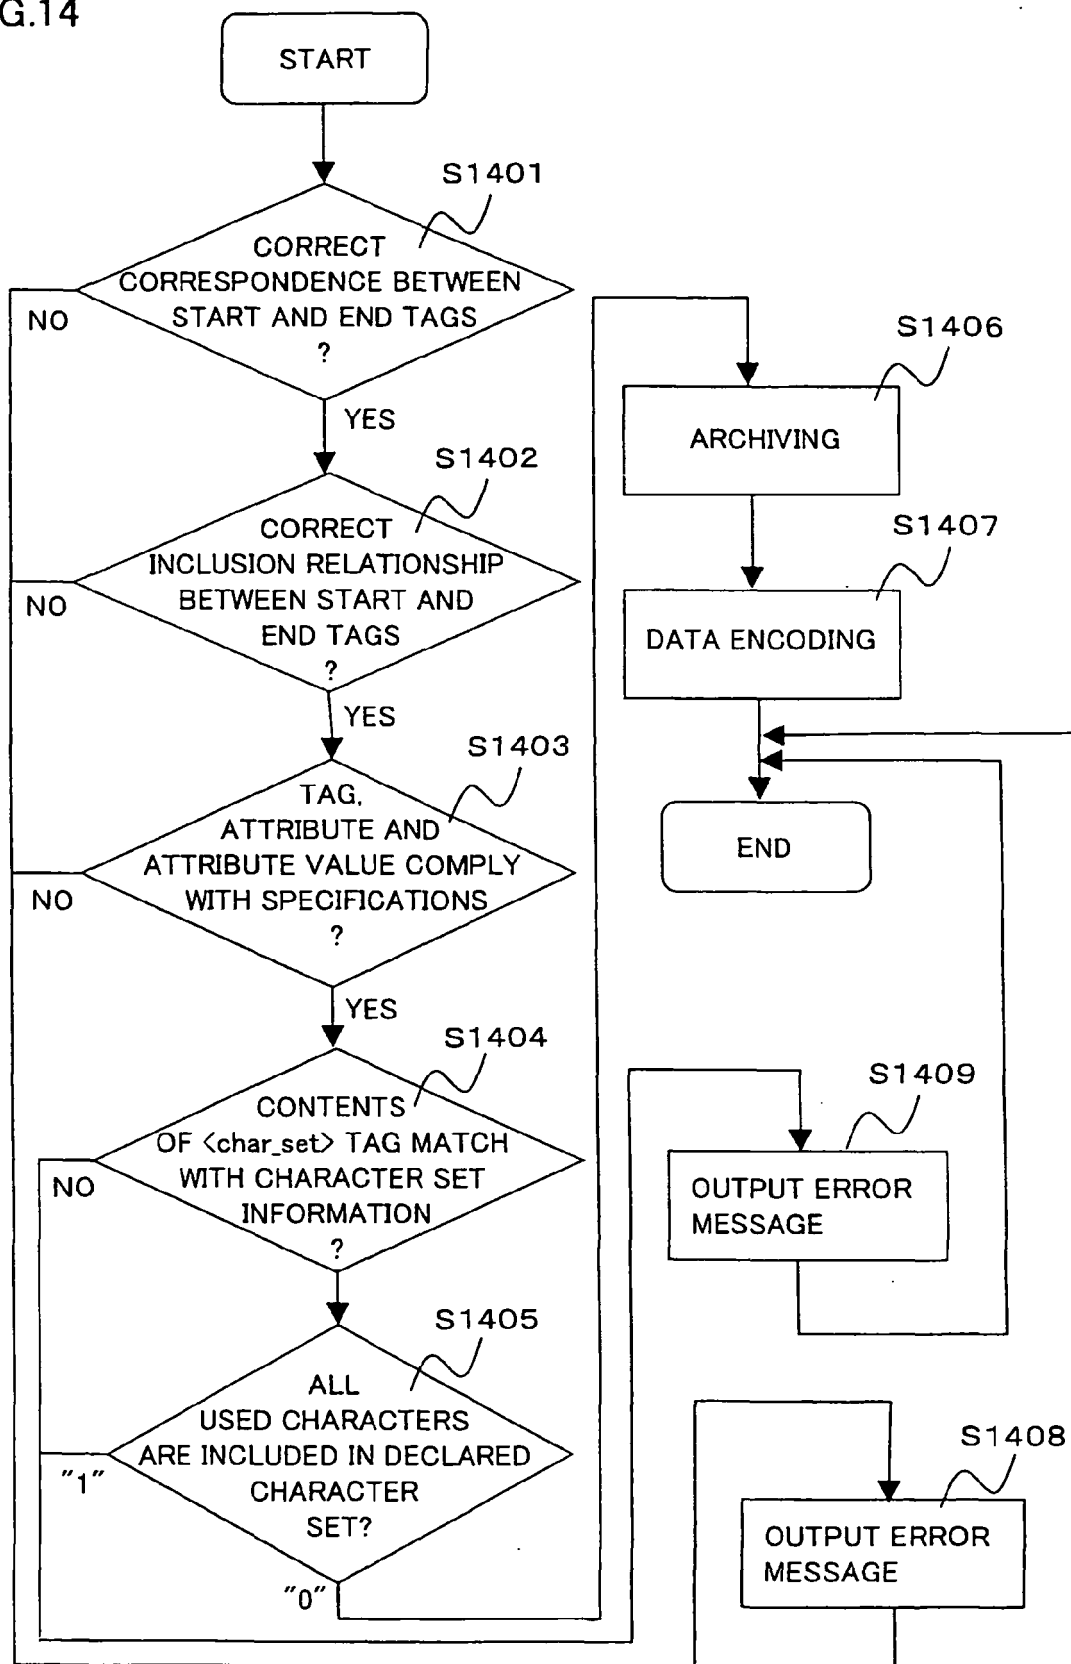 G.14
START
S1401
CORRECT
CORRESPONDENCE BETWEEN
START AND END TAGS
?
NO
YES
S1402
CORRECT
INCLUSION RELATIONSHIP
BETWEEN START AND
END TAGS
?
NO
YES
S1403
TAG,
ATTRIBUTE AND
ATTRIBUTE VALUE COMPLY
WITH SPECIFICATIONS
?
NO
YES
S1404
CONTENTS
OF <char_set> TAG MATCH
WITH CHARACTER SET
INFORMATION
?
NO
S1405
ALL
USED CHARACTERS
ARE INCLUDED IN DECLARED
CHARACTER
SET?
"1"
"0"
S1406
ARCHIVING
S1407
DATA ENCODING
END
S1409
OUTPUT ERROR
MESSAGE
S1408
OUTPUT ERROR
MESSAGE